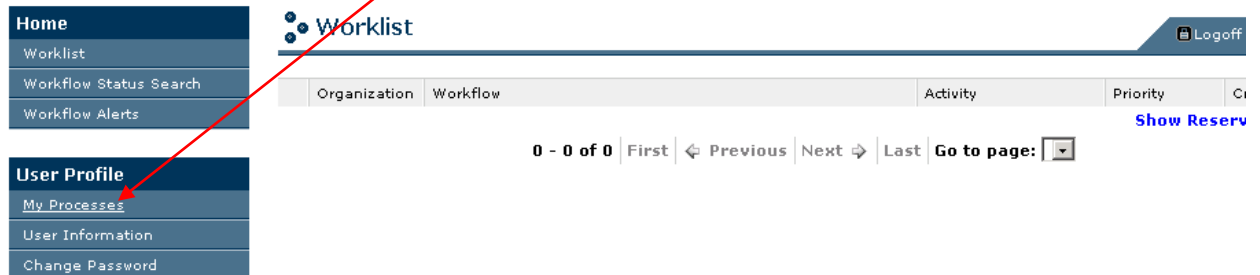 Home
Worklist
Workflow Status Search
Workflow Alerts
User Profile
My Processes
User Information
Change Password
Worklist
Logoff
Organization Workflow Activity Priority
Show Reserv
0 - 0 of 0 First Previous Next Last Go to page: